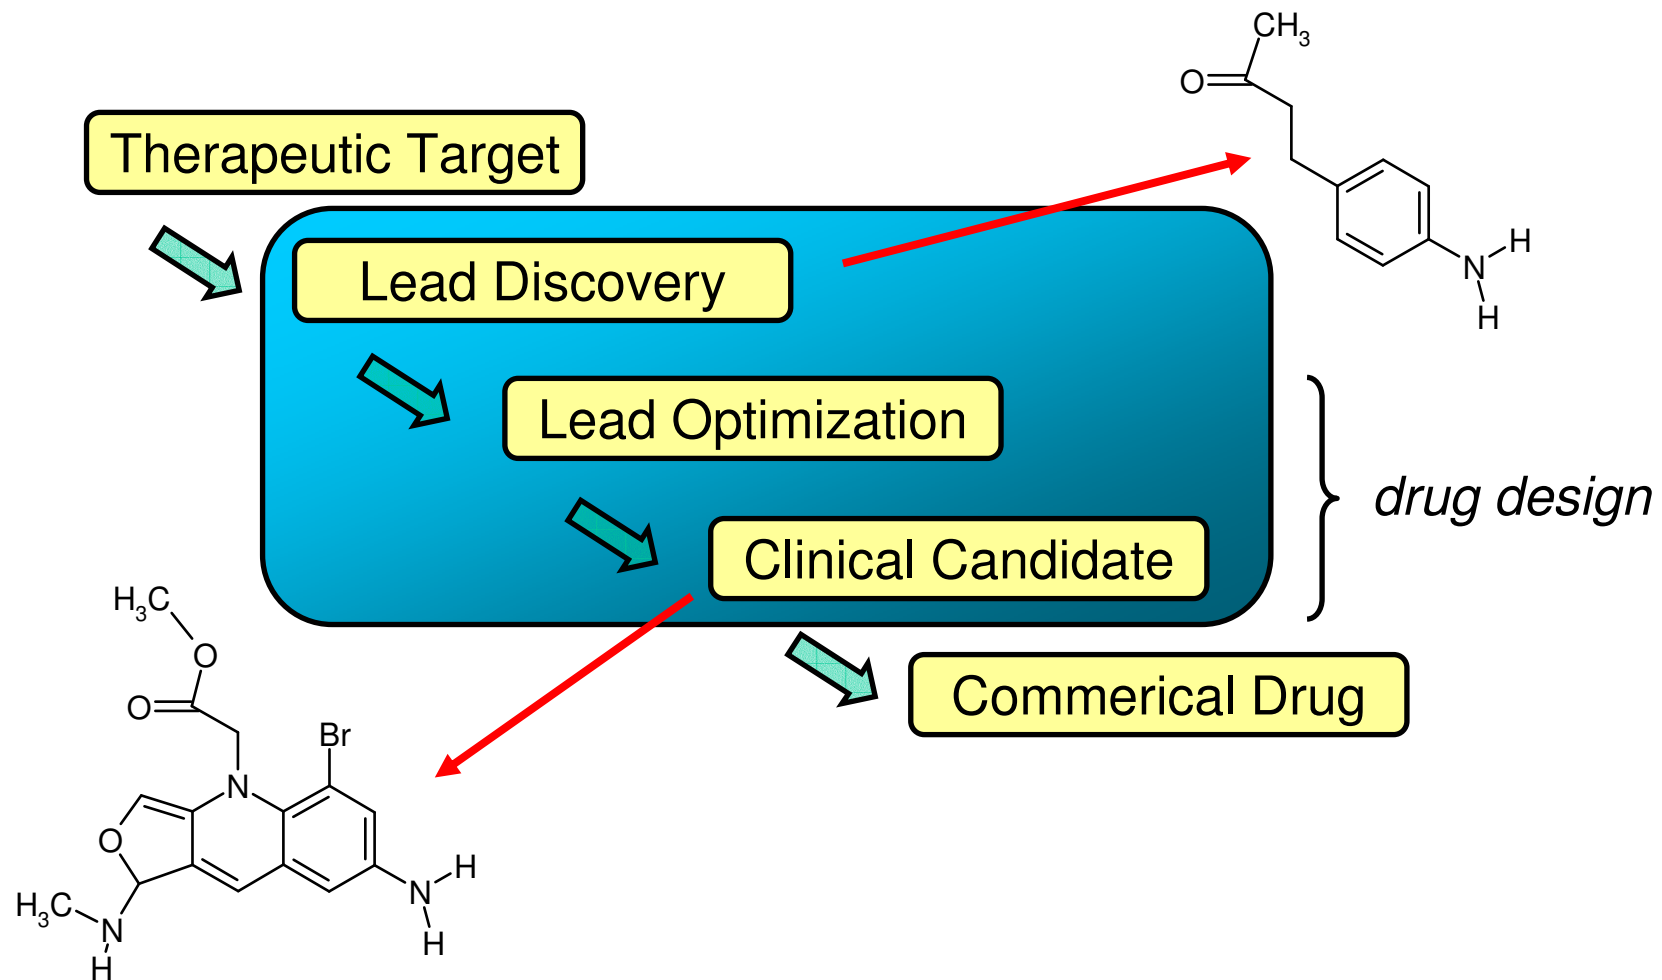 CH3
O
Therapeutic Target
Lead Discovery
H
N
H
Lead Optimization
drug design
Clinical Candidate
H3C
O
O
Commerical Drug
Br
N
O
H
N
H3C
N
H
H